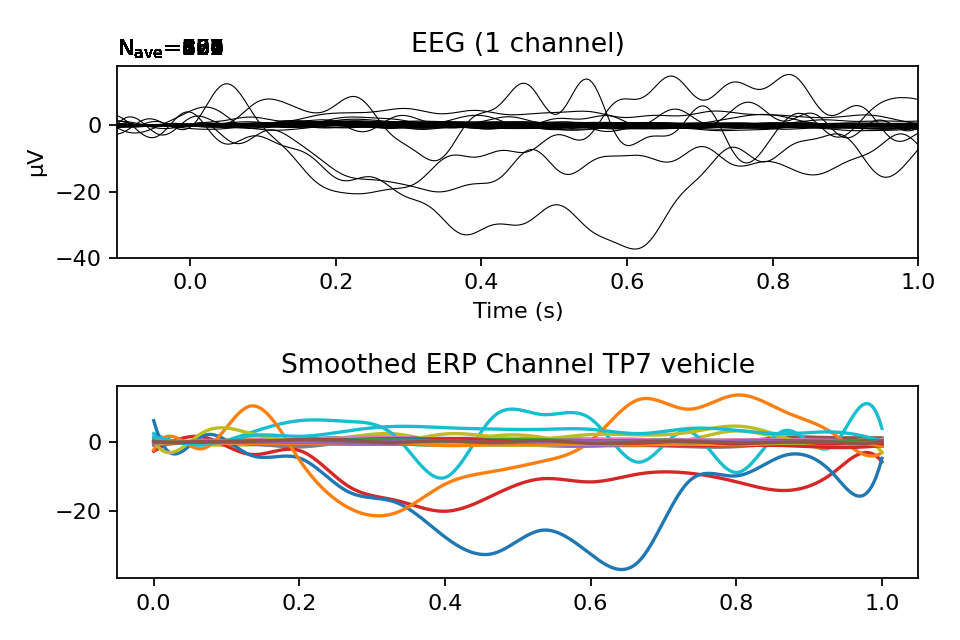 N_ave=
EEG (1 channel)
0
−20
−40
µV
0.0 0.2 0.4 0.6 0.8 1.0
Time (s)
Smoothed ERP Channel TP7 vehicle
0
−20
0.0 0.2 0.4 0.6 0.8 1.0